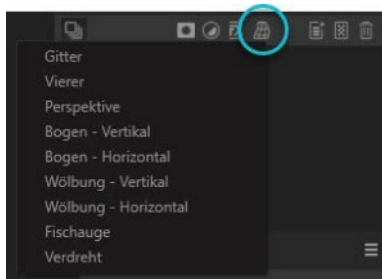 Gitter
Vierer
Perspektive
Bogen - Vertikal
Bogen - Horizontal
Wölbung - Vertikal
Wölbung - Horizontal
Fischauge
Verdreht